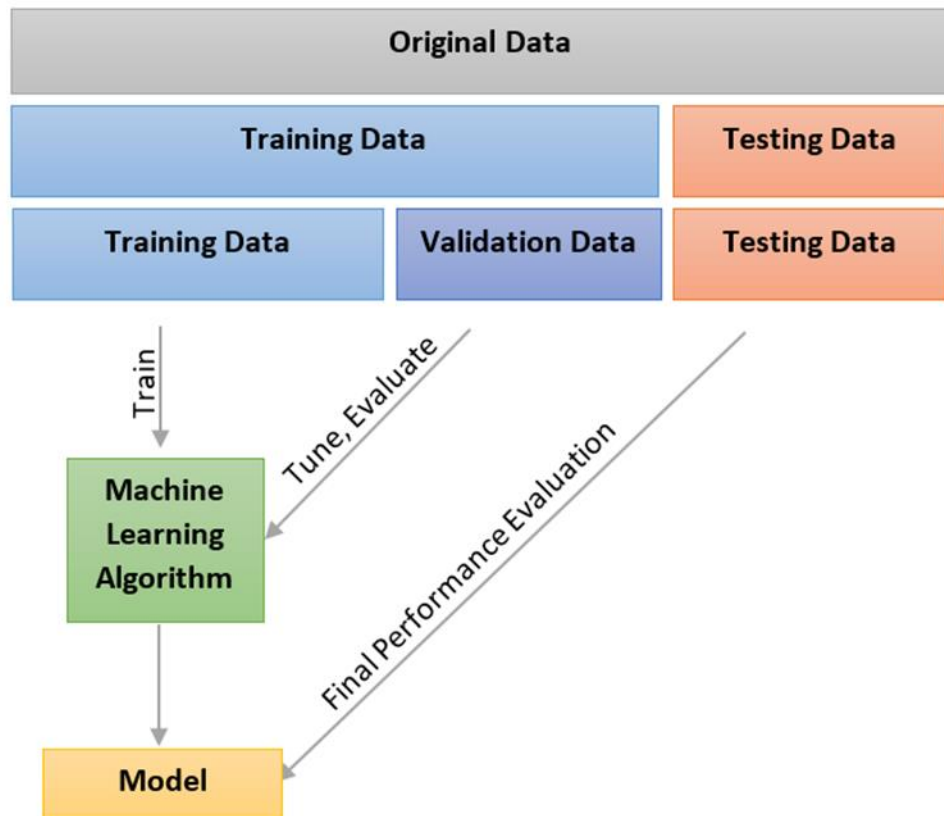 Original Data
Training Data
Testing Data
Training Data
Validation Data
Testing Data
Train
Tune, Evaluate
Final Performance Evaluation
Machine
Learning
Algorithm
Model